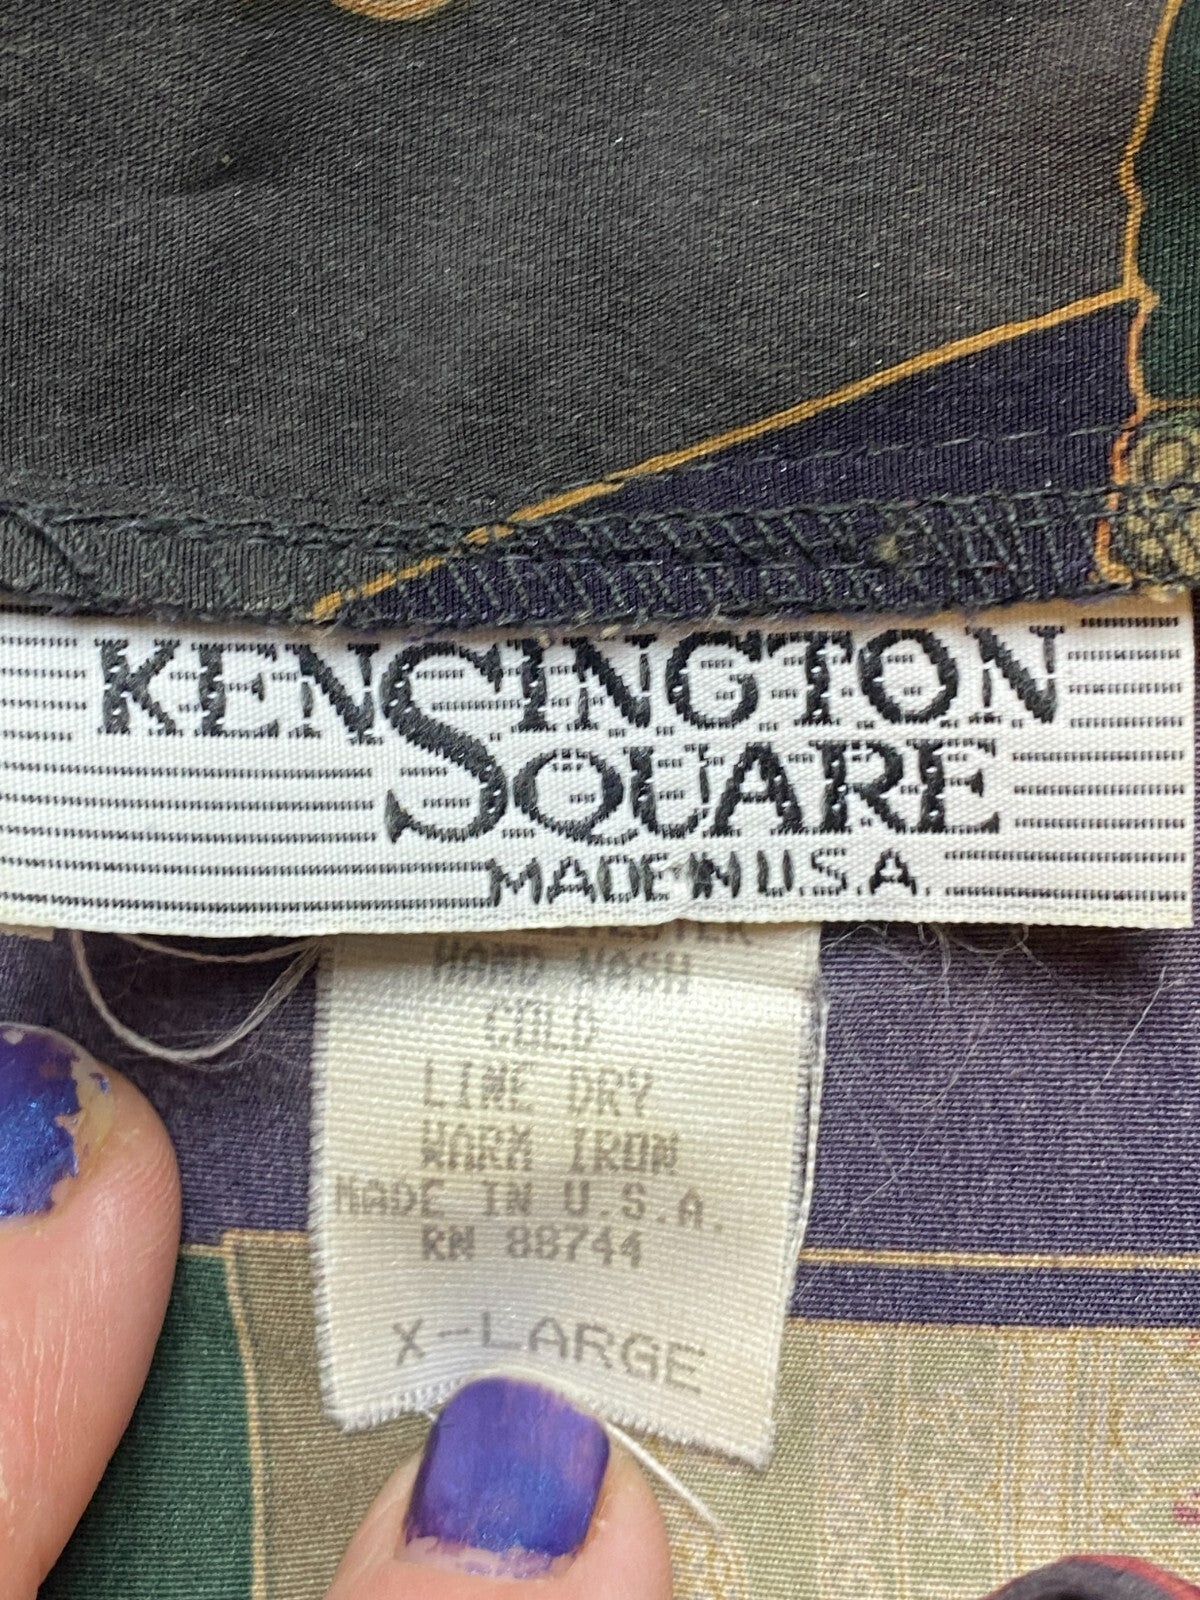 KENSINGTON
SQUARE
MADE IN U.S.A.
HAND WASH
COLD
LINE DRY
WARM IRON
MADE IN U.S.A.
RN 88744
X-LARGE